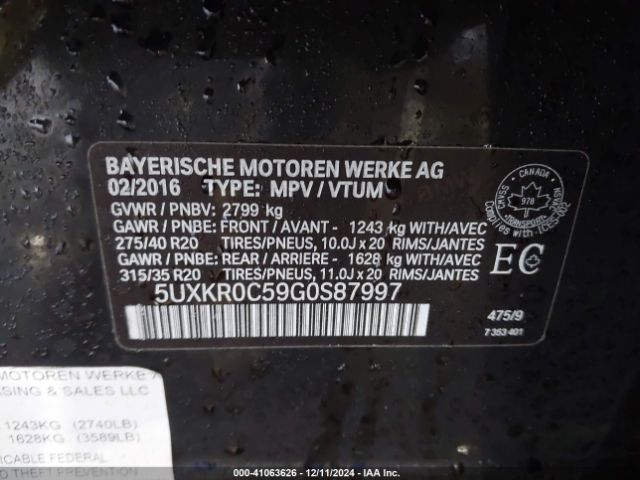 BAYERISCHE MOTOREN WERKE AG
02/2016 TYPE: MPV / VTUM
GVWR / PNBV: 2799 kg
GAWR / PNBE: FRONT / AVANT - 1243 kg WITH/AVEC
275/40 R20 TIRES/PNEUS, 10.0J x 20 RIMS/JANTES
GAWR / PNBE: REAR / ARRIERE - 1628 kg WITH/AVEC
315/35 R20 TIRES/PNEUS, 11.0J x 20 RIMS/JANTES
5UXKR0C59G0S87997
CANADA
978
TRANSPORTS
EC
475/9
7 353 401
MOTOREN WERKE
SING & SALES LLC
1243KG (2740LB)
1628KG (3589LB)
ICABLE FEDERAL
D THEFT PREVENTION
000-41063626 - 12/11/2024 - IAA Inc.